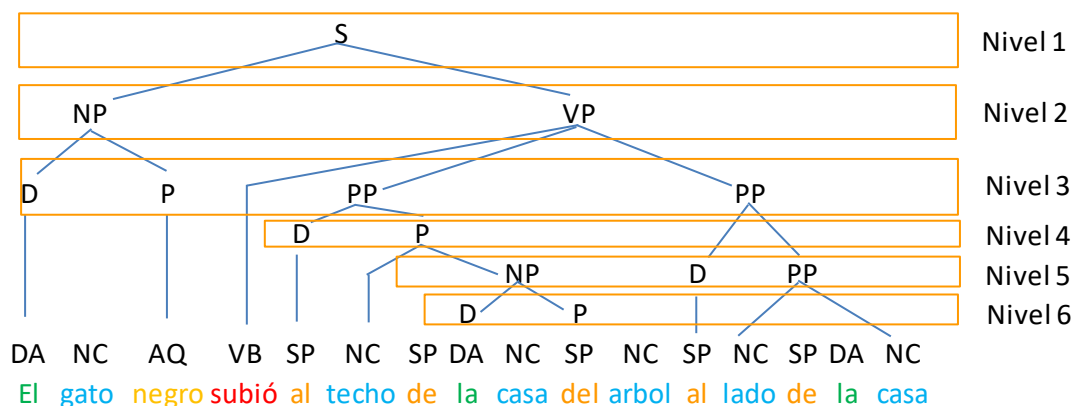 S Nivel 1
NP VP Nivel 2
D P PP PP Nivel 3
D P Nivel 4
NP D PP Nivel 5
D P Nivel 6
DA NC AQ VB SP NC SP DA NC SP NC SP NC SP DA NC
El gato negro subió al techo de la casa del arbol al lado de la casa